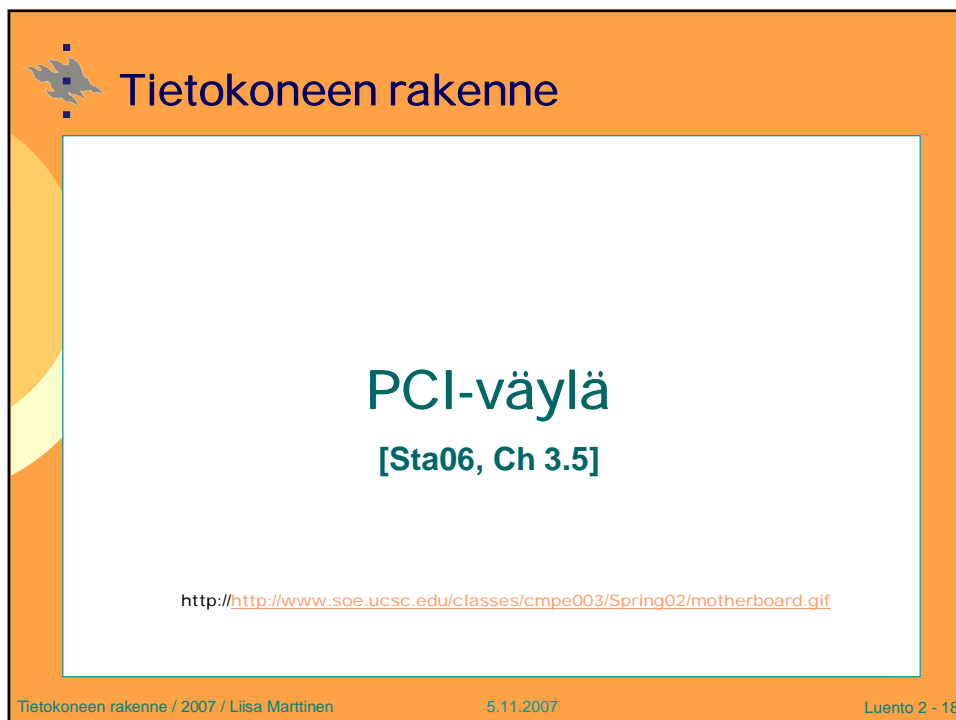 Tietokoneen rakenne
PCI-väylä
[Sta06, Ch 3.5]
http://http://www.soe.ucsc.edu/classes/cmpe003/Spring02/motherboard.gif
Tietokoneen rakenne / 2007 / Liisa Marttinen 5.11.2007 Luento 2 - 18